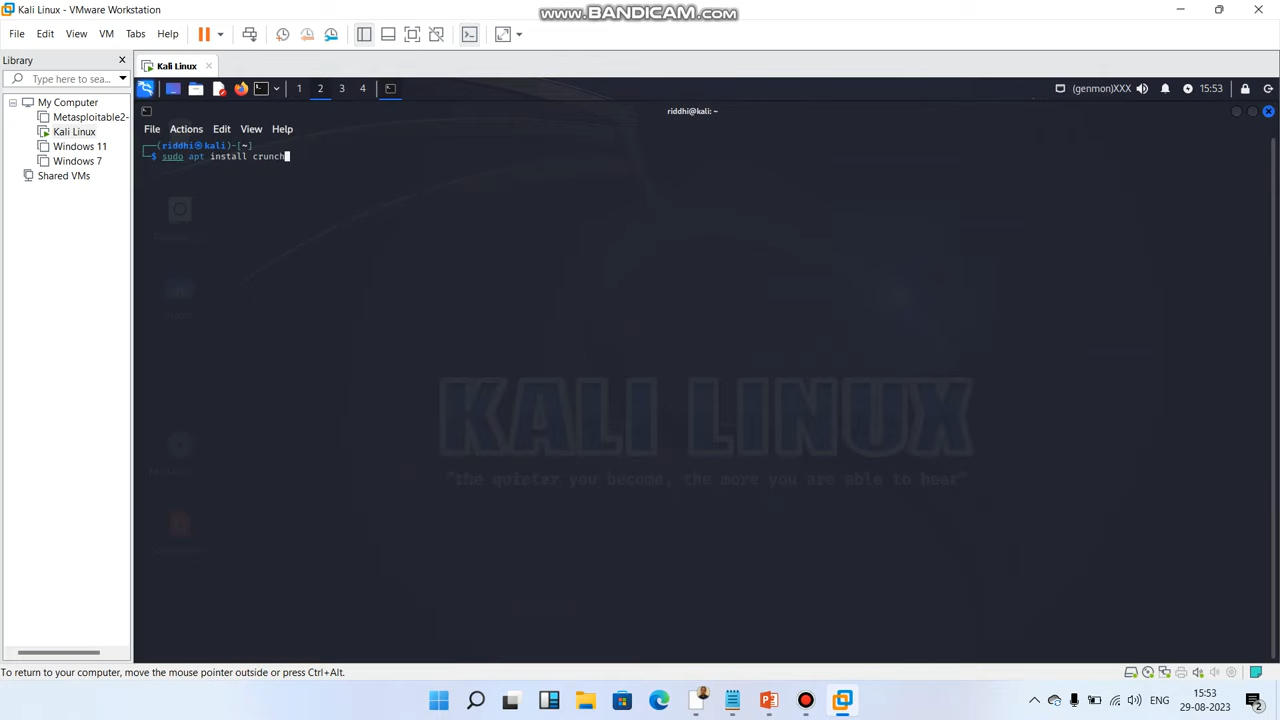 Kali Linux - VMware Workstation
www.BANDICAM.com
File Edit View VM Tabs Help
Library
Kali Linux
Type here to sea...
1 2 3 4
(genmon)XXX
15:53
My Computer
Metasploitable2-
Kali Linux
Windows 11
Windows 7
Shared VMs
riddhi@kali: ~
File Actions Edit View Help
┌──(riddhi㉿kali)-[~]
└─$ sudo apt install crunch
KALI LINUX
"the quieter you become, the more you are able to hear"
To return to your computer, move the mouse pointer outside or press Ctrl+Alt.
ENG
15:53
29-08-2023
2